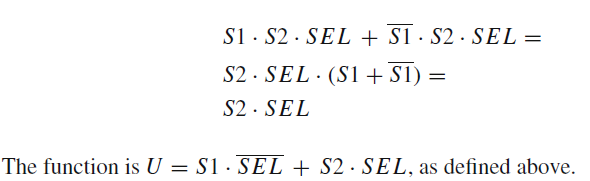 S1 · S2 · SEL + S̅1̅ · S2 · SEL =
S2 · SEL · (S1 + S̅1̅) =
S2 · SEL
The function is U = S1 · S̅E̅L̅ + S2 · SEL, as defined above.